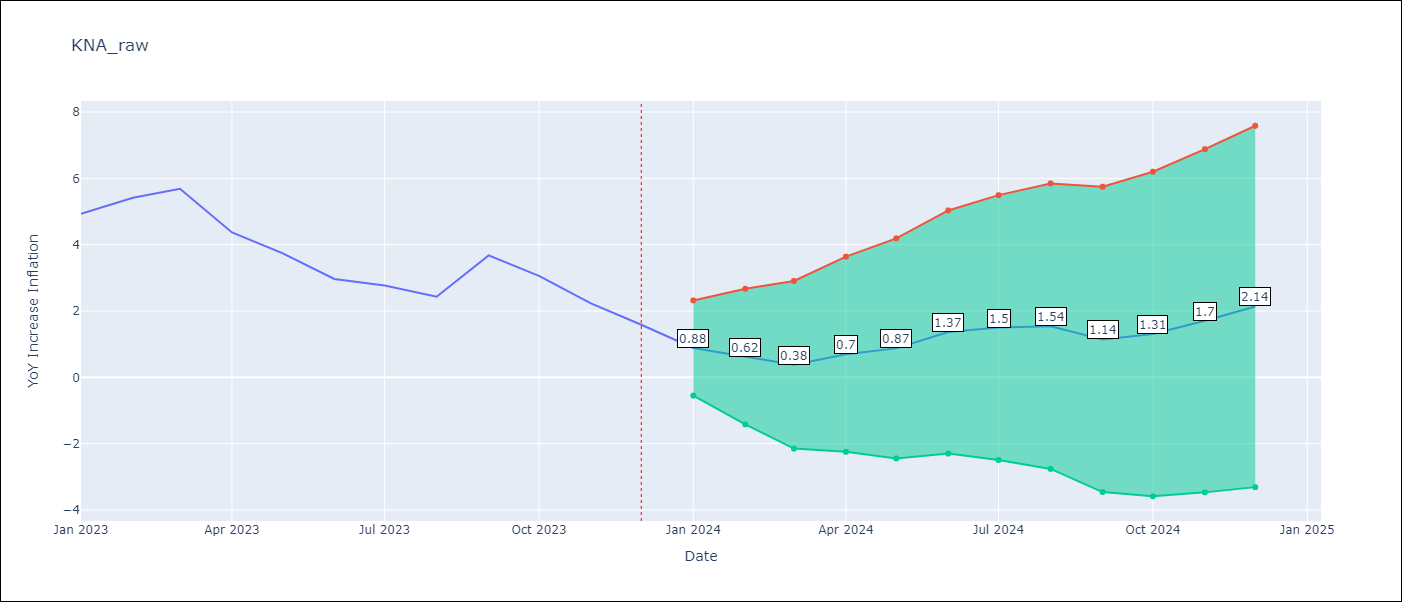 KNA_raw
YoY Increase Inflation
8
6
4
2
0
−2
−4
0.88
0.62
0.38
0.7
0.87
1.37
1.5
1.54
1.14
1.31
1.7
2.14
Jan 2023
Apr 2023
Jul 2023
Oct 2023
Jan 2024
Apr 2024
Jul 2024
Oct 2024
Jan 2025
Date